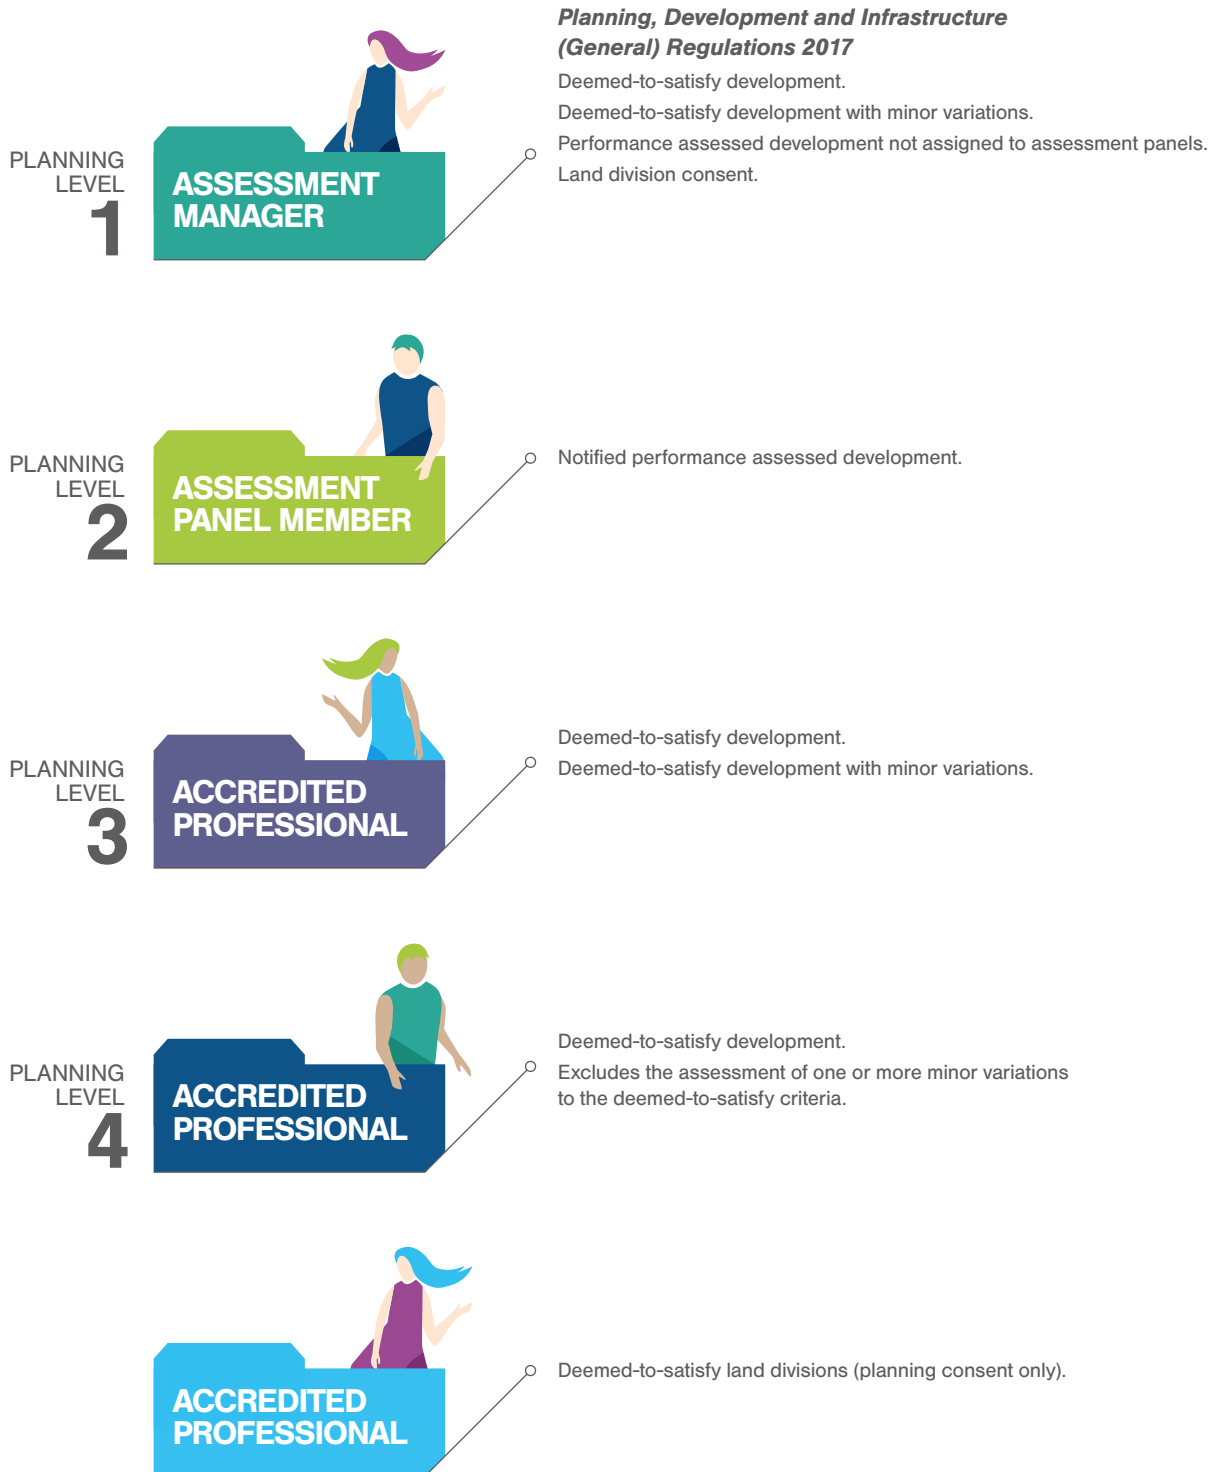 Planning, Development and Infrastructure
(General) Regulations 2017
Deemed-to-satisfy development.
Deemed-to-satisfy development with minor variations.
Performance assessed development not assigned to assessment panels.
Land division consent.
PLANNING
LEVEL
1
ASSESSMENT
MANAGER
PLANNING
LEVEL
2
ASSESSMENT
PANEL MEMBER
Notified performance assessed development.
PLANNING
LEVEL
3
ACCREDITED
PROFESSIONAL
Deemed-to-satisfy development.
Deemed-to-satisfy development with minor variations.
PLANNING
LEVEL
4
ACCREDITED
PROFESSIONAL
Deemed-to-satisfy development.
Excludes the assessment of one or more minor variations
to the deemed-to-satisfy criteria.
ACCREDITED
PROFESSIONAL
Deemed-to-satisfy land divisions (planning consent only).